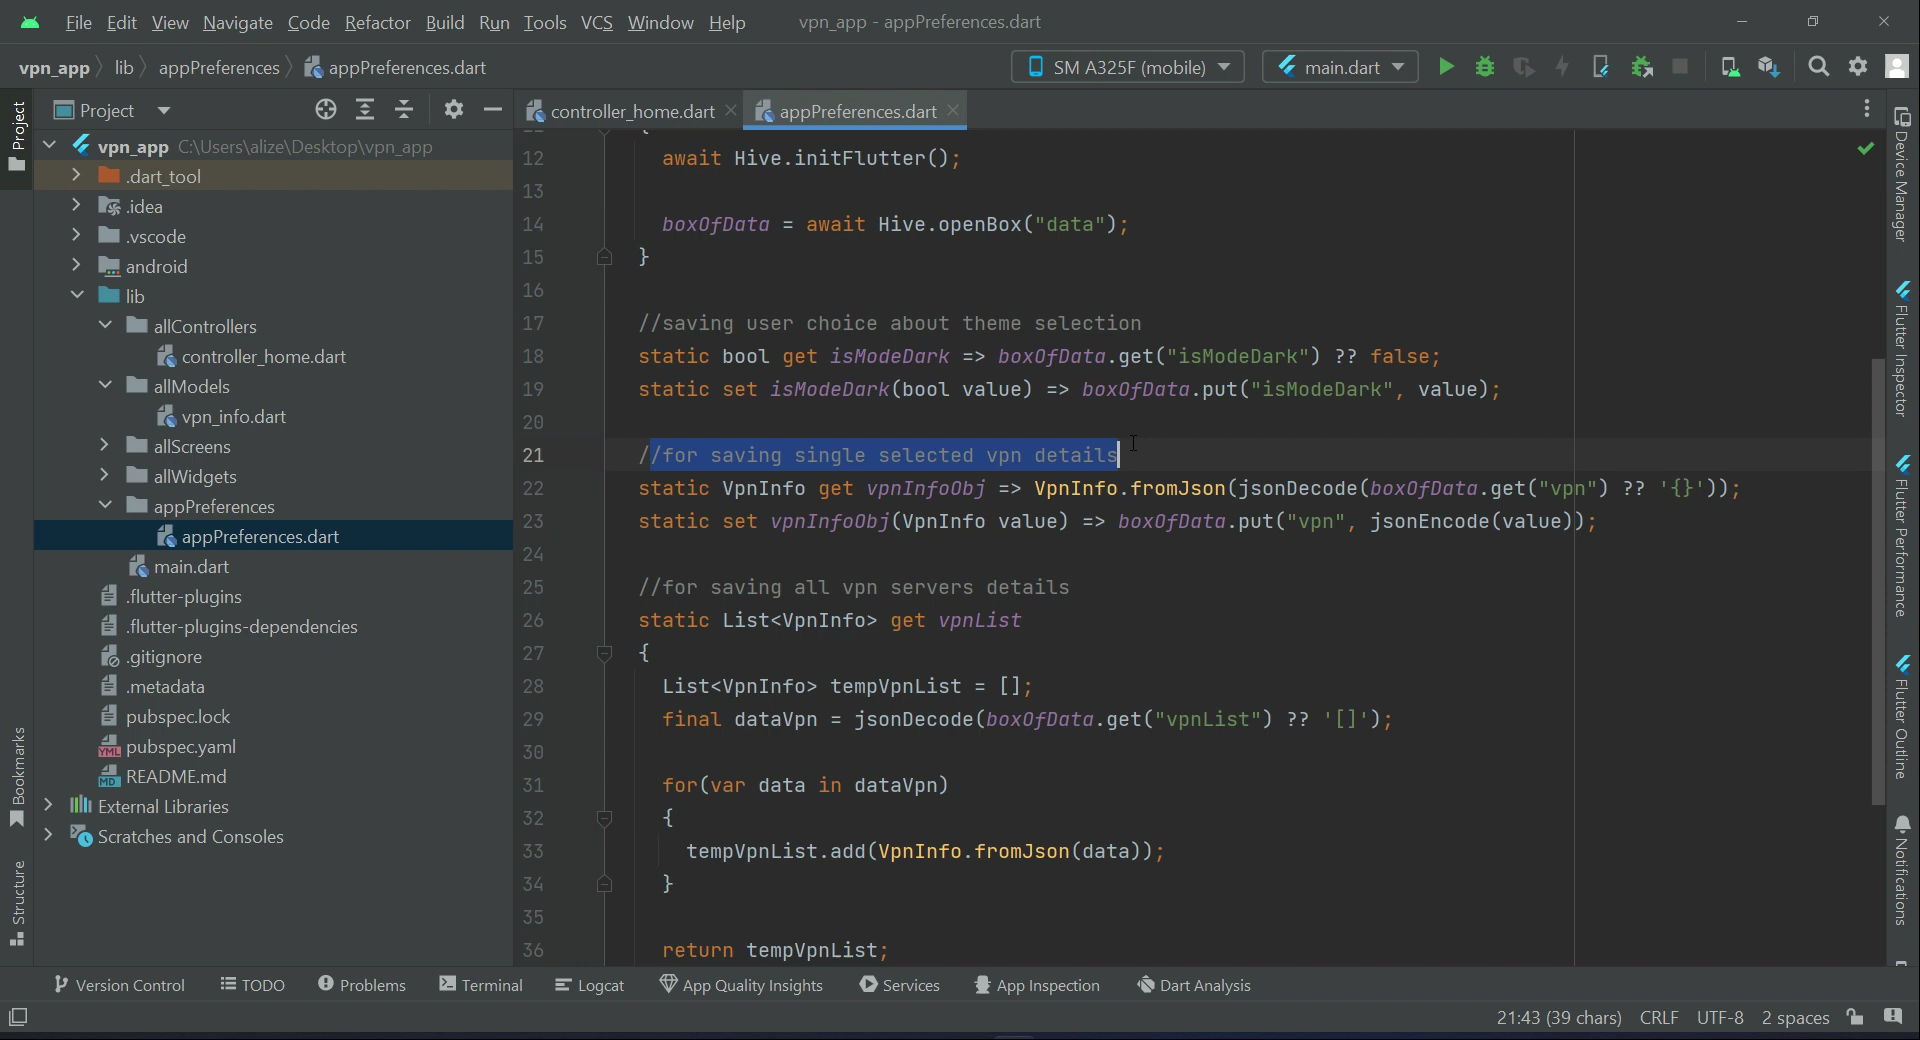 File Edit View Navigate Code Refactor Build Run Tools VCS Window Help vpn_app - appPreferences.dart
vpn_app lib appPreferences appPreferences.dart SM A325F (mobile) main.dart
Project
controller_home.dart appPreferences.dart
vpn_app C:\Users\alize\Desktop\vpn_app
.dart_tool
.idea
.vscode
android
lib
allControllers
controller_home.dart
allModels
vpn_info.dart
allScreens
allWidgets
appPreferences
appPreferences.dart
main.dart
.flutter-plugins
.flutter-plugins-dependencies
.gitignore
.metadata
pubspec.lock
pubspec.yaml
README.md
External Libraries
Scratches and Consoles
12 await Hive.initFlutter();
13
14 boxOfData = await Hive.openBox("data");
15 }
16
17 //saving user choice about theme selection
18 static bool get isModeDark => boxOfData.get("isModeDark") ?? false;
19 static set isModeDark(bool value) => boxOfData.put("isModeDark", value);
20
21 //for saving single selected vpn details
22 static VpnInfo get vpnInfoObj => VpnInfo.fromJson(jsonDecode(boxOfData.get("vpn") ?? '{}'));
23 static set vpnInfoObj(VpnInfo value) => boxOfData.put("vpn", jsonEncode(value));
24
25 //for saving all vpn servers details
26 static List<VpnInfo> get vpnList
27 {
28 List<VpnInfo> tempVpnList = [];
29 final dataVpn = jsonDecode(boxOfData.get("vpnList") ?? '[]');
30
31 for(var data in dataVpn)
32 {
33 tempVpnList.add(VpnInfo.fromJson(data));
34 }
35
36 return tempVpnList;
Project
Bookmarks
Structure
Device Manager
Flutter Inspector
Flutter Performance
Flutter Outline
Notifications
Version Control TODO Problems Terminal Logcat App Quality Insights Services App Inspection Dart Analysis
21:43 (39 chars) CRLF UTF-8 2 spaces